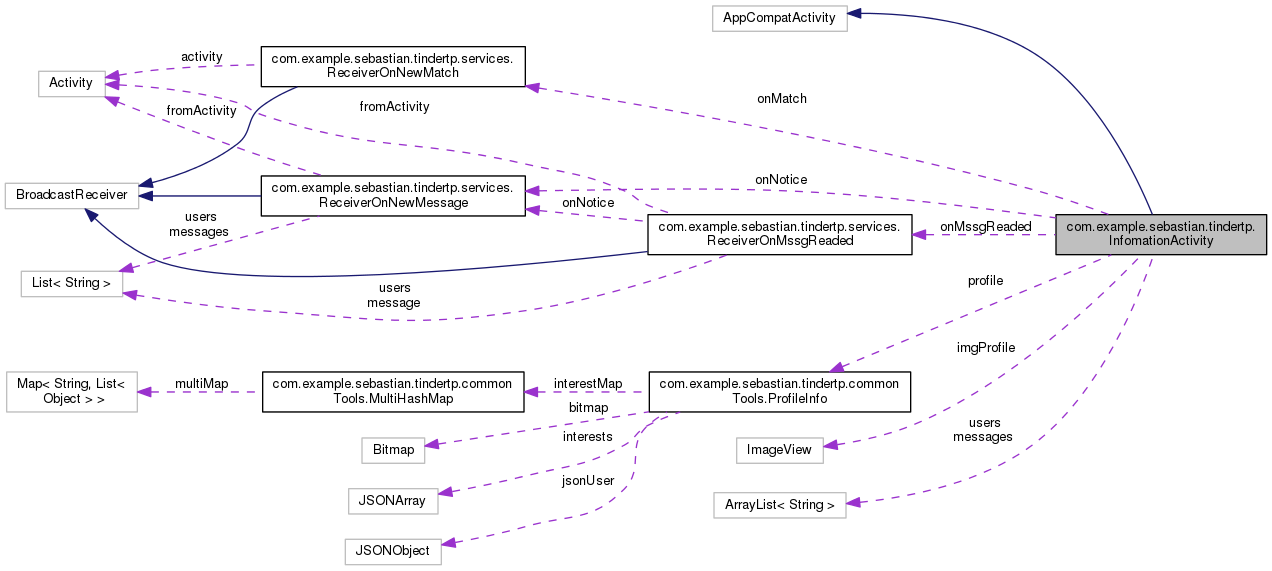 AppCompatActivity
activity
com.example.sebastian.tindertp.services.
ReceiverOnNewMatch
Activity
onMatch
fromActivity
fromActivity
BroadcastReceiver
com.example.sebastian.tindertp.services.
ReceiverOnNewMessage
onNotice
onNotice
users
messages
com.example.sebastian.tindertp.services.
ReceiverOnMssgReaded
onMssgReaded
com.example.sebastian.tindertp.
InfomationActivity
List< String >
users
message
profile
imgProfile
Map< String, List<
Object > >
multiMap
com.example.sebastian.tindertp.common
Tools.MultiHashMap
interestMap
com.example.sebastian.tindertp.common
Tools.ProfileInfo
bitmap
interests
users
messages
Bitmap
ImageView
jsonUser
JSONArray
ArrayList< String >
JSONObject